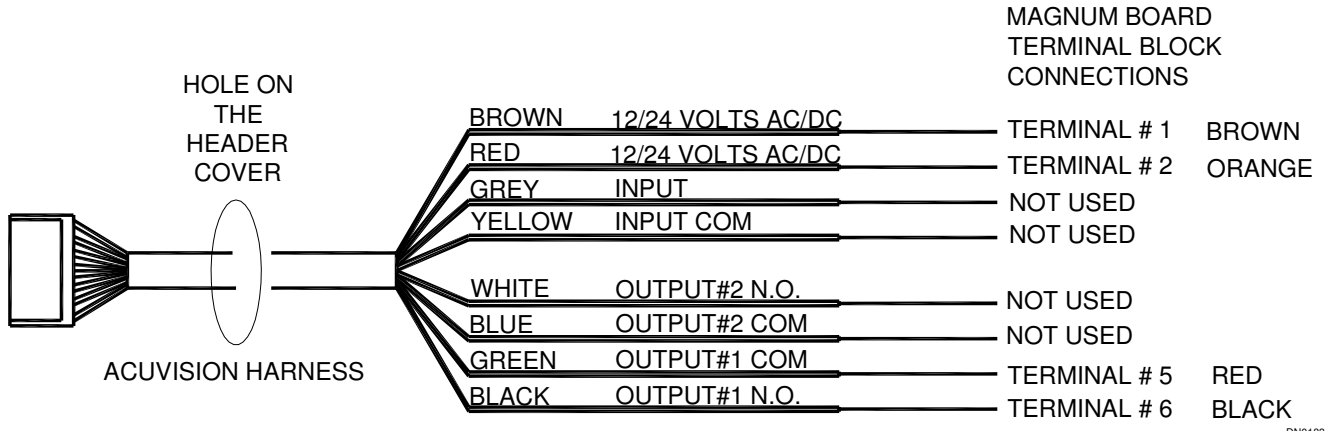 MAGNUM BOARD
TERMINAL BLOCK
CONNECTIONS
HOLE ON
THE
HEADER
COVER
BROWN 12/24 VOLTS AC/DC TERMINAL # 1 BROWN
RED 12/24 VOLTS AC/DC TERMINAL # 2 ORANGE
GREY INPUT NOT USED
YELLOW INPUT COM NOT USED
WHITE OUTPUT#2 N.O. NOT USED
BLUE OUTPUT#2 COM NOT USED
GREEN OUTPUT#1 COM TERMINAL # 5 RED
BLACK OUTPUT#1 N.O. TERMINAL # 6 BLACK
ACUVISION HARNESS